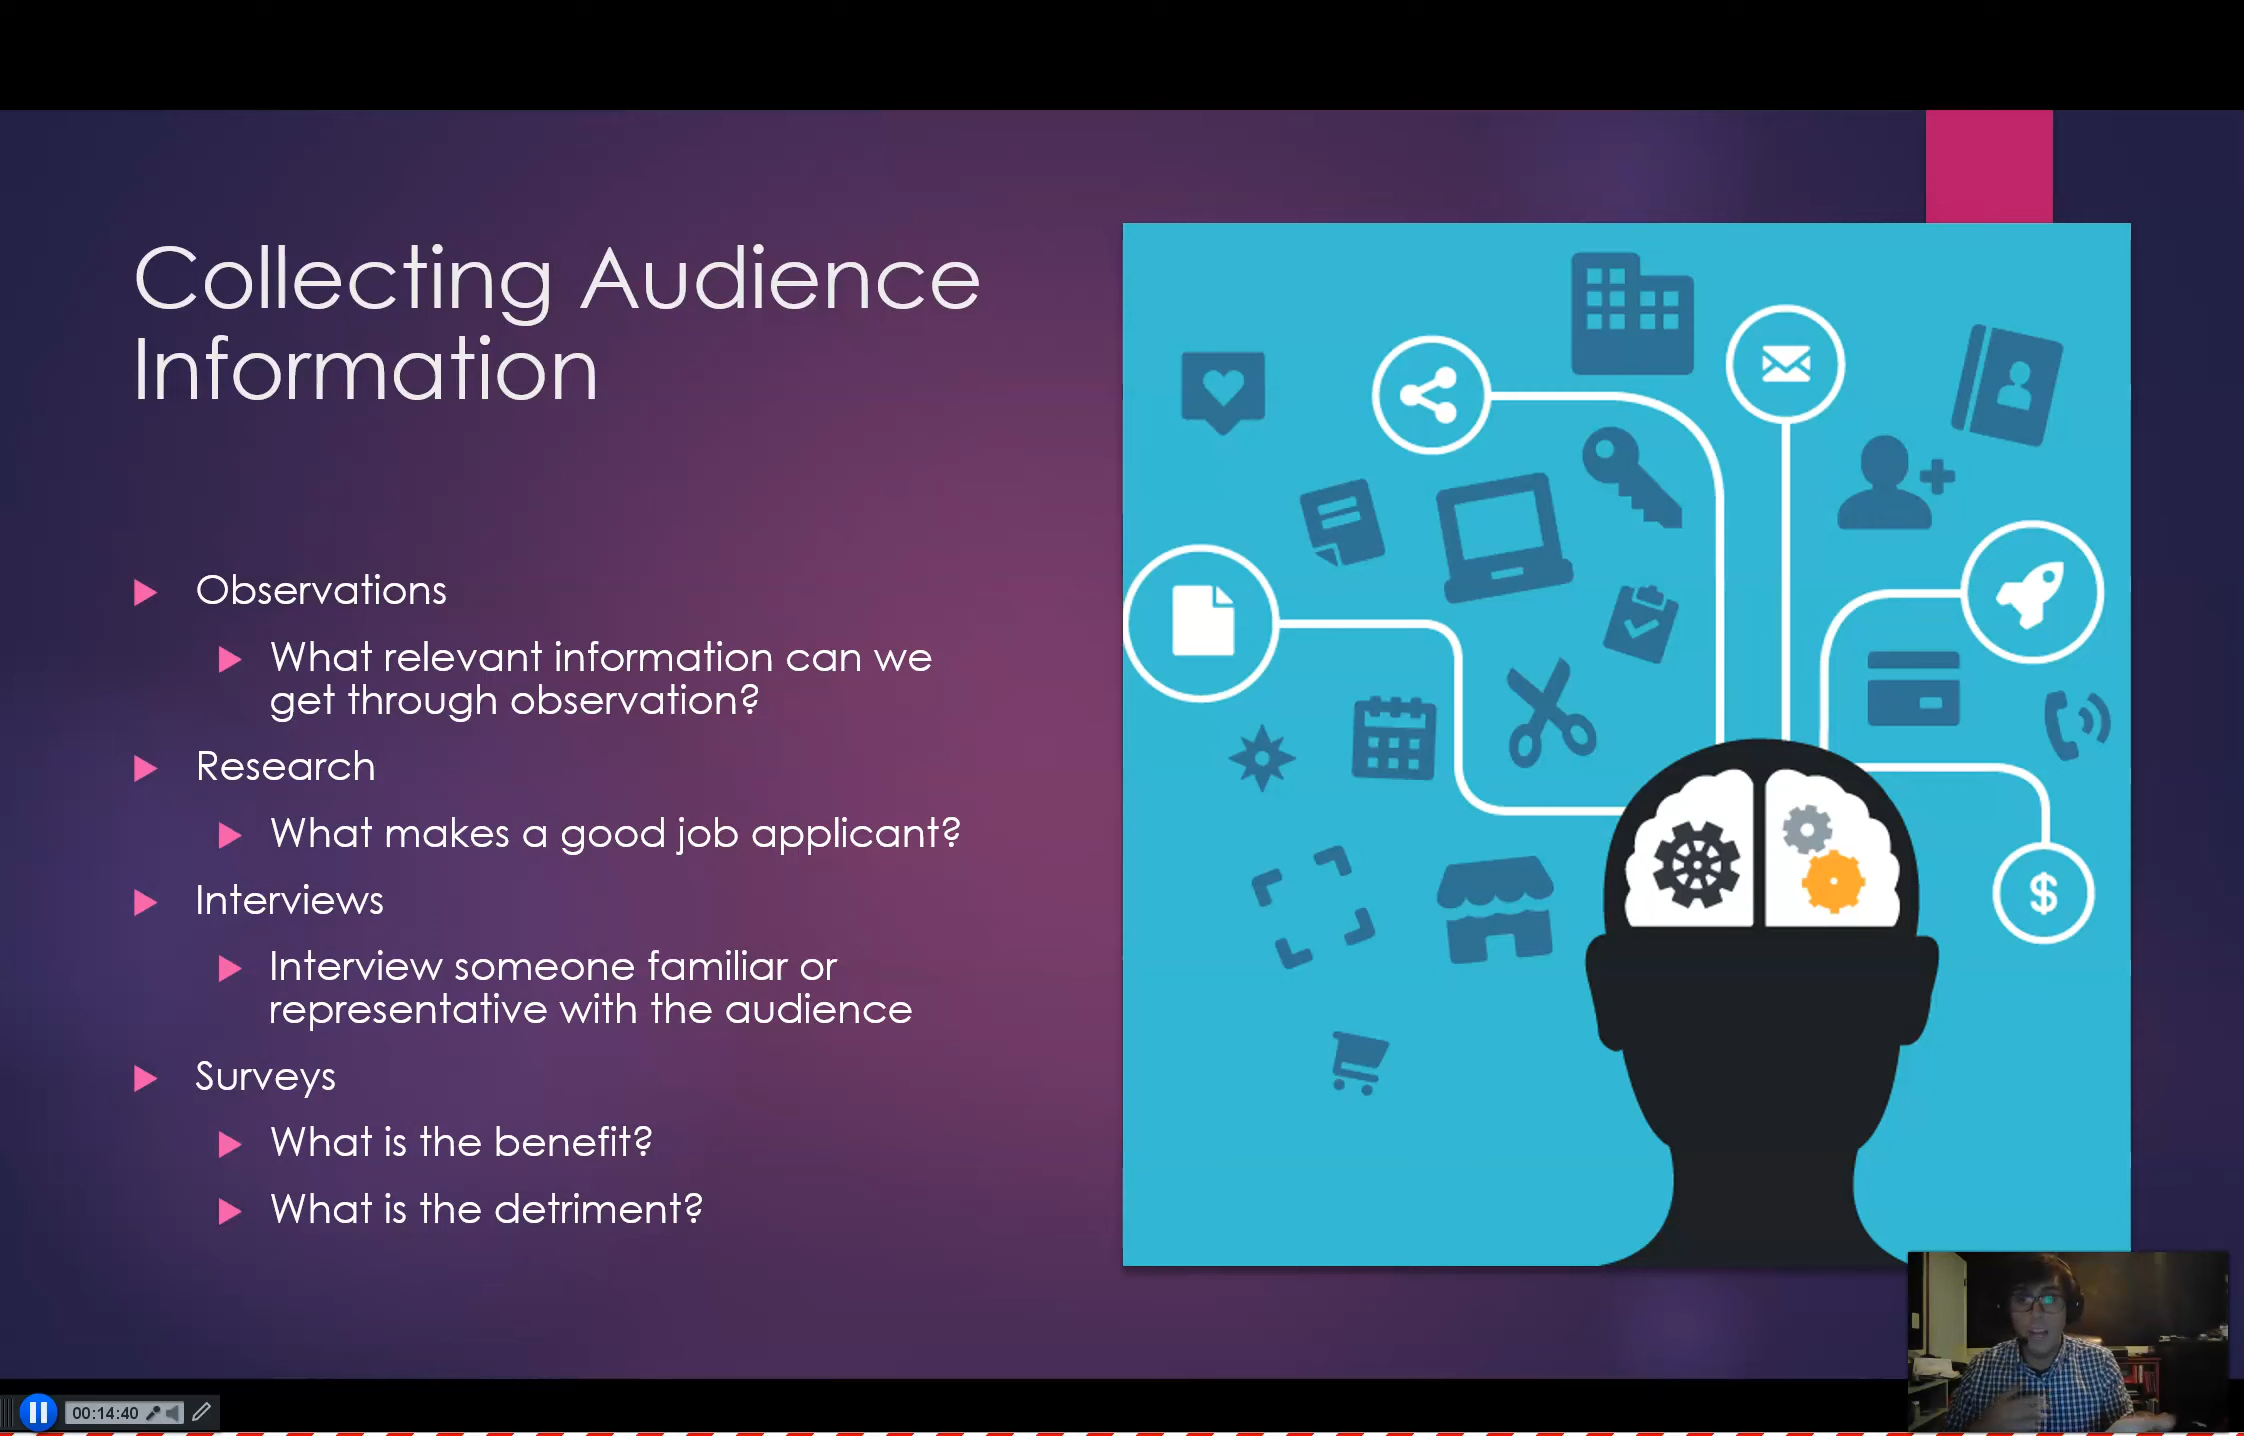 Collecting Audience
Information
Observations
What relevant information can we
get through observation?
Research
What makes a good job applicant?
Interviews
Interview someone familiar or
representative with the audience
Surveys
What is the benefit?
What is the detriment?
$
00:14:40